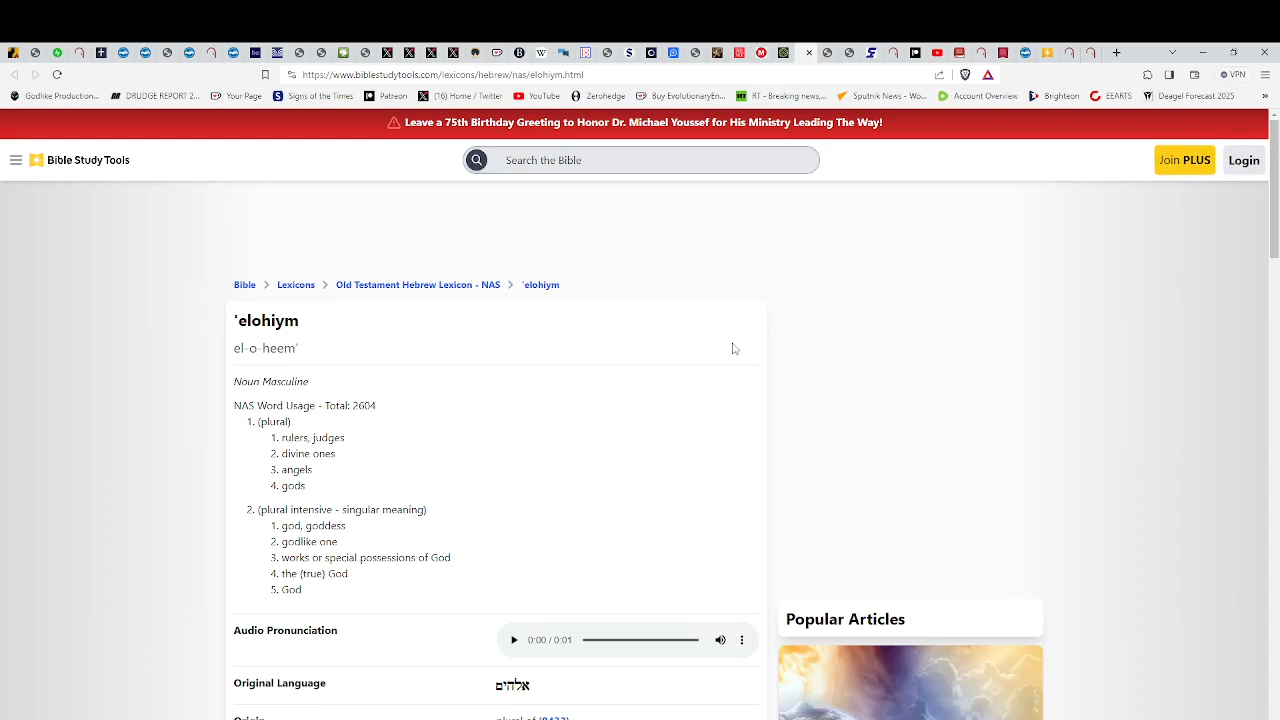 https://www.biblestudytools.com/lexicons/hebrew/nas/elohiym.html
VPN
Godlike Production...
DRUDGE REPORT 2...
Your Page
Signs of the Times
Patreon
(16) Home / Twitter
YouTube
Zerohedge
Buy EvolutionaryEn...
RT - Breaking news,...
Sputnik News - Wo...
Account Overview
Brighteon
EEARTS
Deagel Forecast 2025
»
Leave a 75th Birthday Greeting to Honor Dr. Michael Youssef for His Ministry Leading The Way!
Bible Study Tools
Search the Bible
Join PLUS
Login
Bible > Lexicons > Old Testament Hebrew Lexicon - NAS > 'elohiym
'elohiym
el-o-heem'
Noun Masculine
NAS Word Usage - Total: 2604
1. (plural)
1. rulers, judges
2. divine ones
3. angels
4. gods
2. (plural intensive - singular meaning)
1. god, goddess
2. godlike one
3. works or special possessions of God
4. the (true) God
5. God
Audio Pronunciation
0:00 / 0:01
Original Language
אלהים
Origin
plural of (0433)
Popular Articles